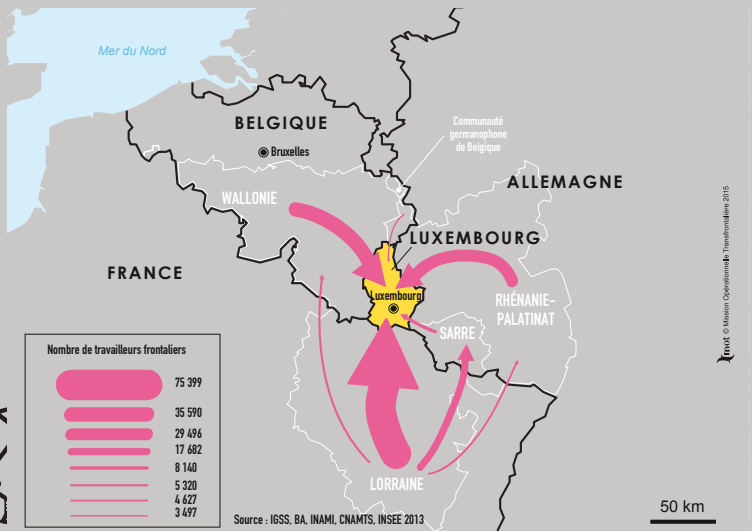 Mer du Nord
BELGIQUE
Bruxelles
Communauté
germanophone
de Belgique
ALLEMAGNE
WALLONIE
LUXEMBOURG
FRANCE
Luxembourg
RHÉNANIE-
PALATINAT
SARRE
LORRAINE
Nombre de travailleurs frontaliers
75 399
35 590
29 496
17 682
8 140
5 320
4 627
3 497
Source : IGSS, BA, INAMI, CNAMTS, INSEE 2013
50 km
mot © Mission Opérationnelle Transfrontalière 2015